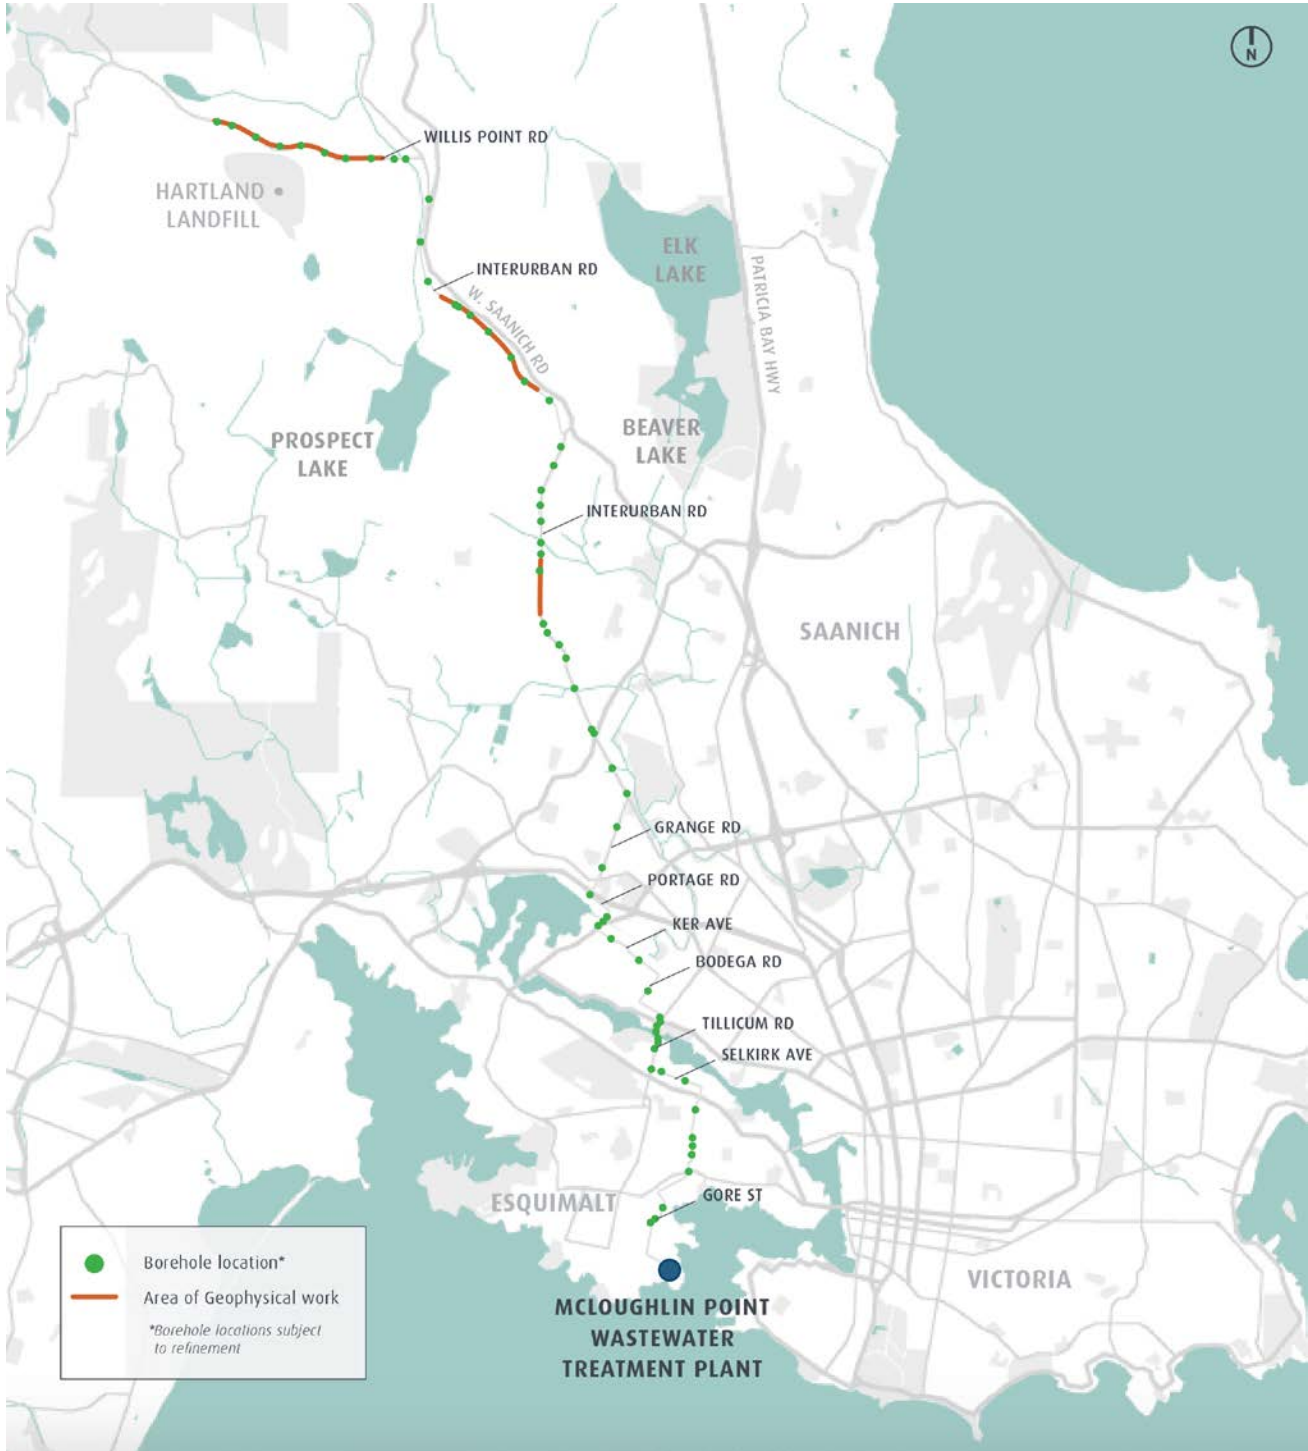 N
WILLIS POINT RD
HARTLAND
LANDFILL
ELK
LAKE
INTERURBAN RD
W. SAANICH RD
PATRICIA BAY HWY
PROSPECT
LAKE
BEAVER
LAKE
INTERURBAN RD
SAANICH
GRANGE RD
PORTAGE RD
KER AVE
BODEGA RD
TILLICUM RD
SELKIRK AVE
ESQUIMALT
GORE ST
VICTORIA
MCLOUGHLIN POINT
WASTEWATER
TREATMENT PLANT
Borehole location*
Area of Geophysical work
*Borehole locations subject
to refinement